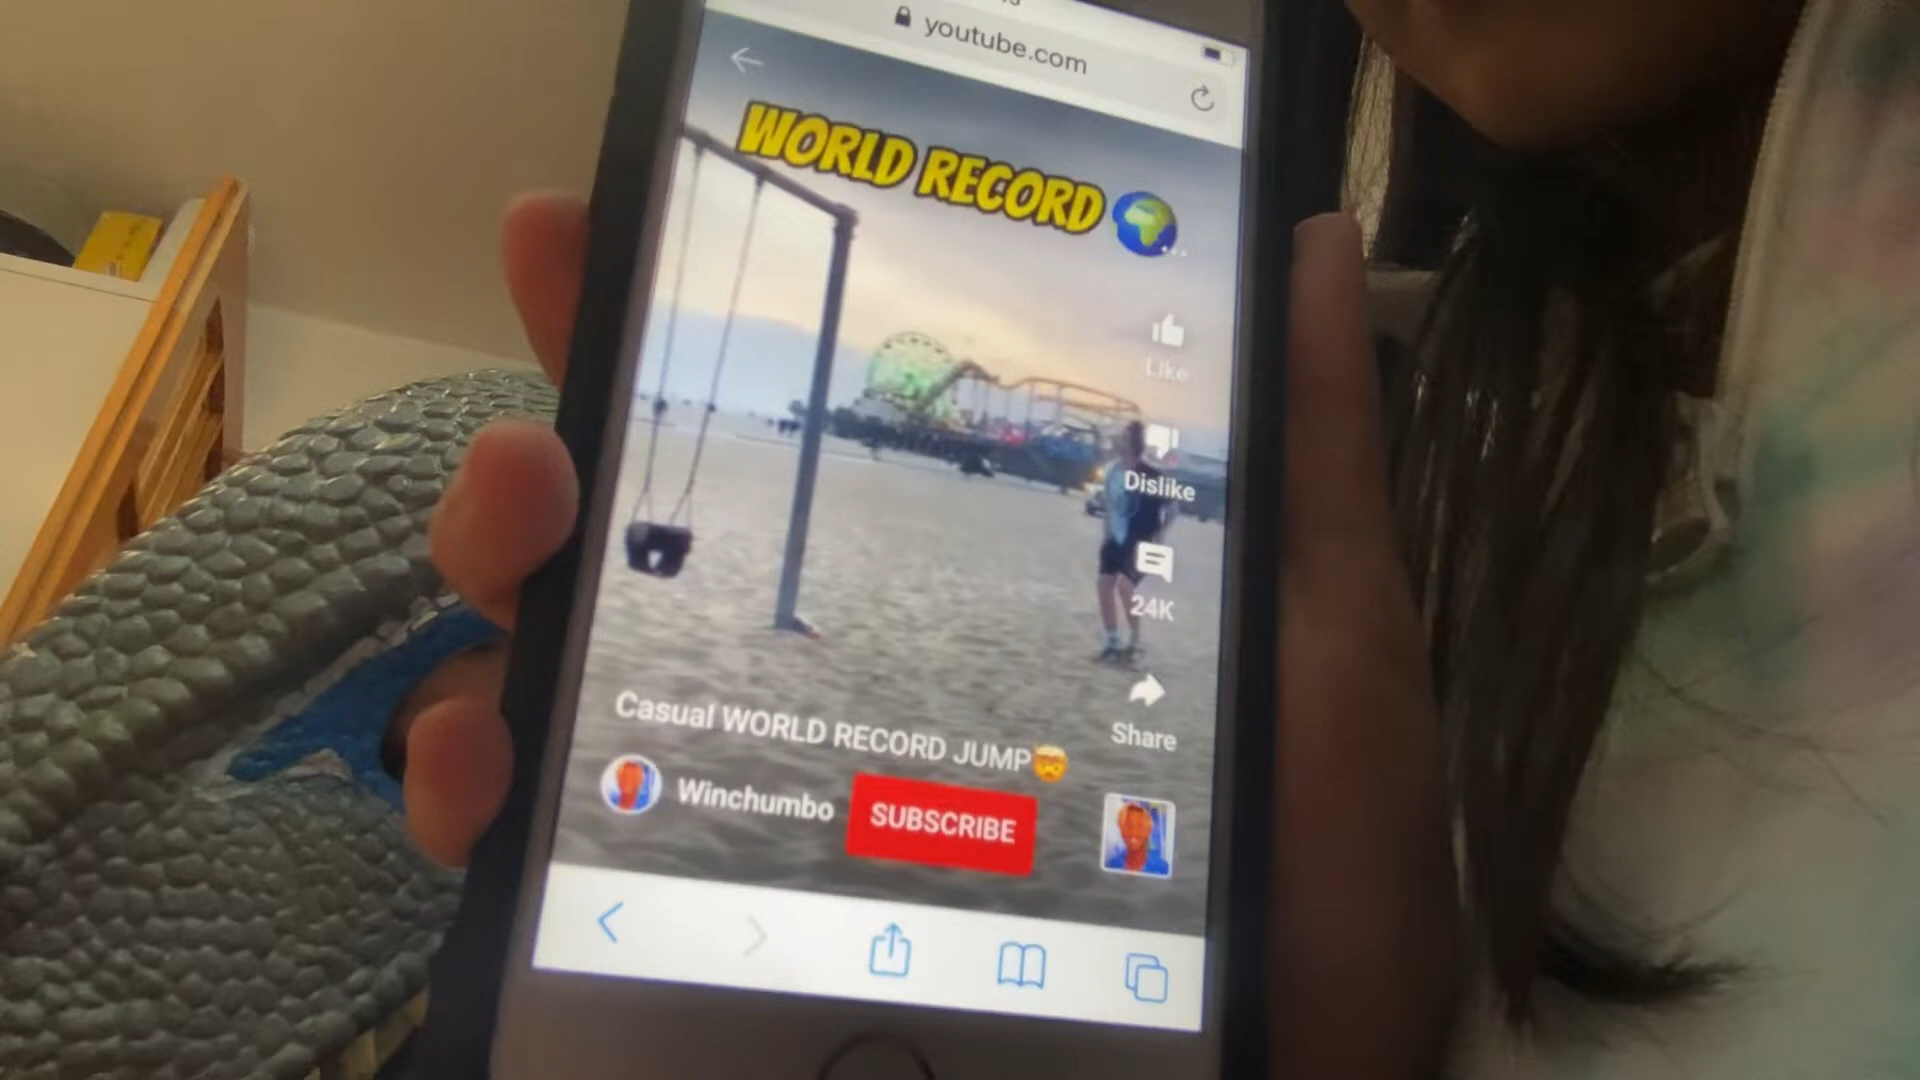 youtube.com
WORLD RECORD
Like
Dislike
24K
Share
Casual WORLD RECORD JUMP🤯
Winchumbo
SUBSCRIBE